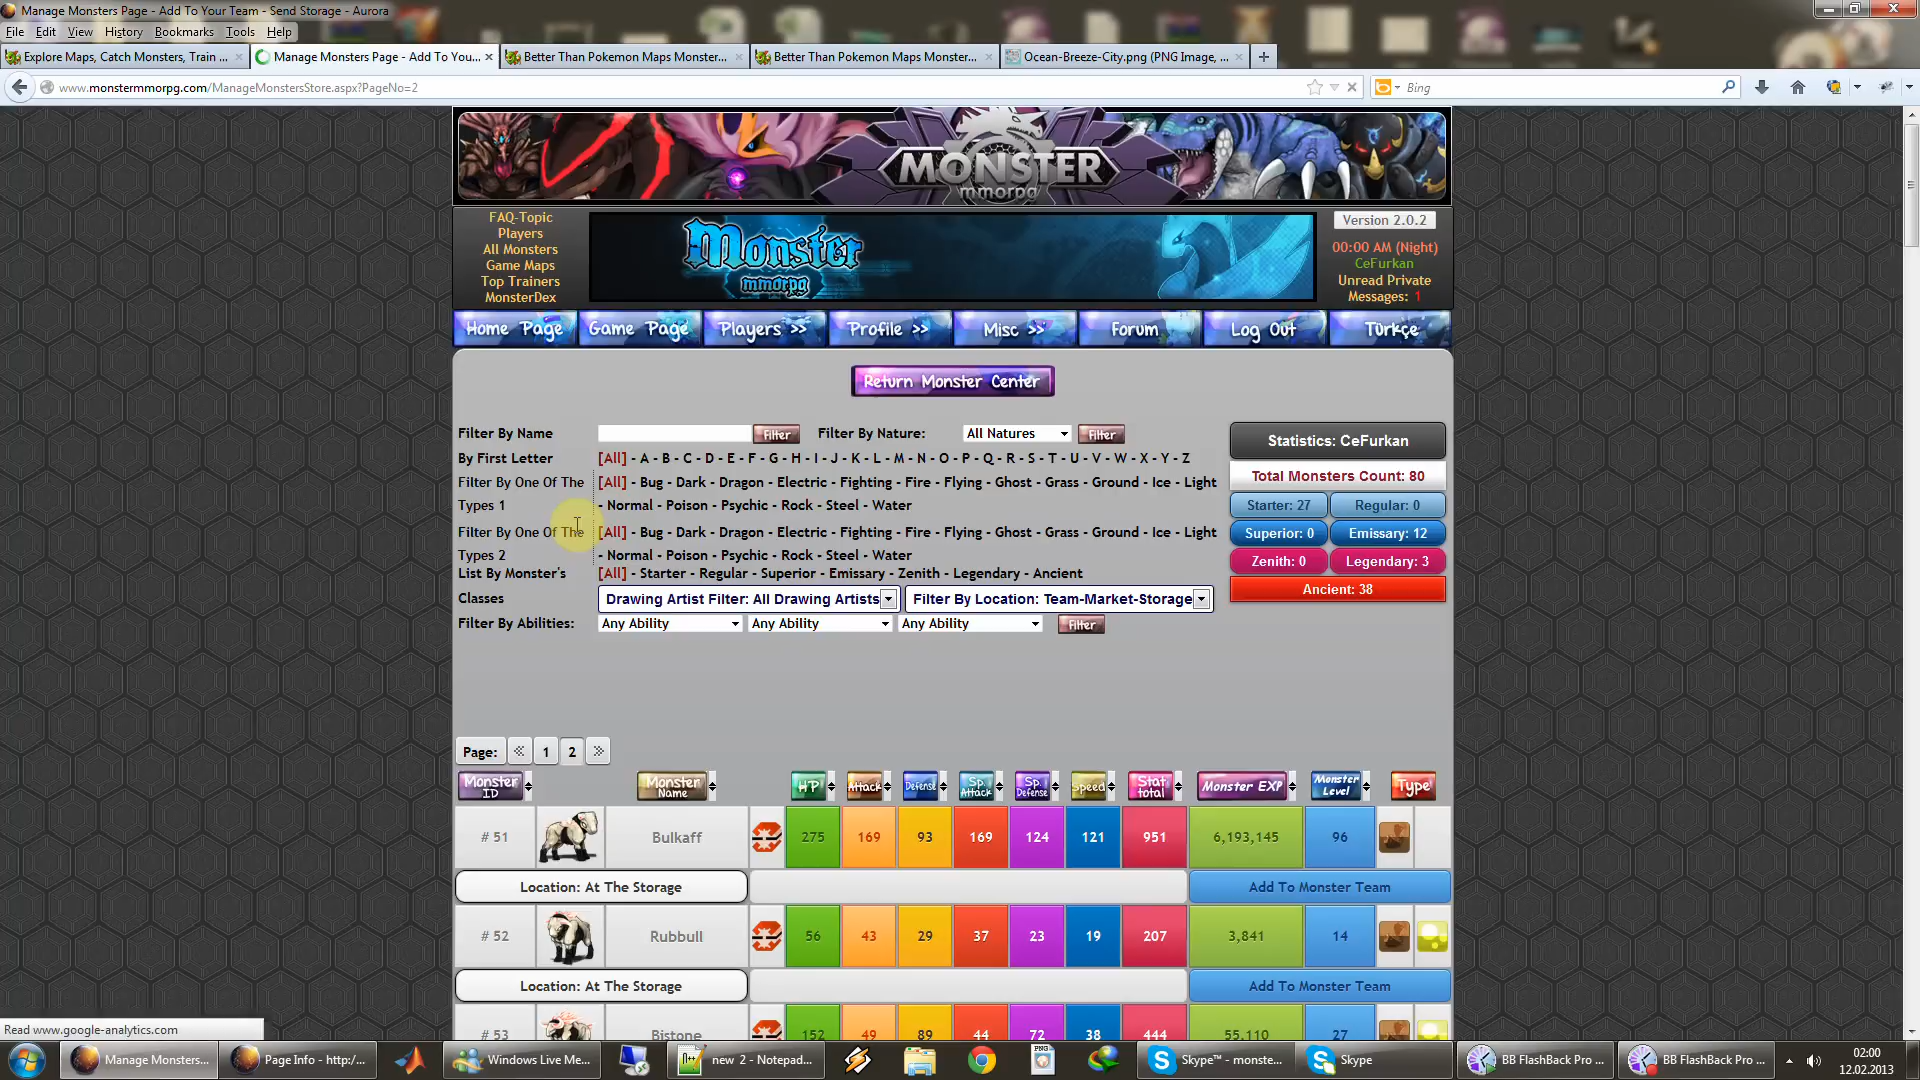 Manage Monsters Page - Add To Your Team - Send Storage - Aurora
File Edit View History Bookmarks Tools Help
Explore Maps, Catch Monsters, Train ...
Manage Monsters Page - Add To You...
Better Than Pokemon Maps Monster...
Better Than Pokemon Maps Monster...
Ocean-Breeze-City.png (PNG Image, ...
www.monstermmorpg.com/ManageMonstersStore.aspx?PageNo=2
Bing
MONSTER
mmorpg
FAQ-Topic
Players
All Monsters
Game Maps
Top Trainers
MonsterDex
Monster
mmorpg
Version 2.0.2
00:00 AM (Night)
CeFurkan
Unread Private
Messages: 1
Home Page Game Page Players >> Profile >> Misc >> Forum Log Out Türkçe
Return Monster Center
Filter By Name Filter Filter By Nature: All Natures Filter
By First Letter [All] - A - B - C - D - E - F - G - H - I - J - K - L - M - N - O - P - Q - R - S - T - U - V - W - X - Y - Z
Filter By One Of The Types 1 [All] - Bug - Dark - Dragon - Electric - Fighting - Fire - Flying - Ghost - Grass - Ground - Ice - Light
- Normal - Poison - Psychic - Rock - Steel - Water
Filter By One Of The Types 2 [All] - Bug - Dark - Dragon - Electric - Fighting - Fire - Flying - Ghost - Grass - Ground - Ice - Light
- Normal - Poison - Psychic - Rock - Steel - Water
List By Monster's Classes [All] - Starter - Regular - Superior - Emissary - Zenith - Legendary - Ancient
Drawing Artist Filter: All Drawing Artists Filter By Location: Team-Market-Storage
Filter By Abilities: Any Ability Any Ability Any Ability Filter
Statistics: CeFurkan
Total Monsters Count: 80
Starter: 27 Regular: 0
Superior: 0 Emissary: 12
Zenith: 0 Legendary: 3
Ancient: 38
Page: 1 2
Monster ID Monster Name HP Attack Defense Sp. Attack Sp. Defense Speed Stat total Monster EXP Monster Level Type
# 51 Bulkaff 275 169 93 169 124 121 951 6,193,145 96
Location: At The Storage Add To Monster Team
# 52 Rubbull 56 43 29 37 23 19 207 3,841 14
Location: At The Storage Add To Monster Team
# 53 Bistone 152 49 89 44 72 38 444 55,110 27
Read www.google-analytics.com
Manage Monsters... Page Info - http:/... Windows Live Me... new 2 - Notepad... Skype™ - monste... Skype BB FlashBack Pro ... BB FlashBack Pro ...
02:00
12.02.2013